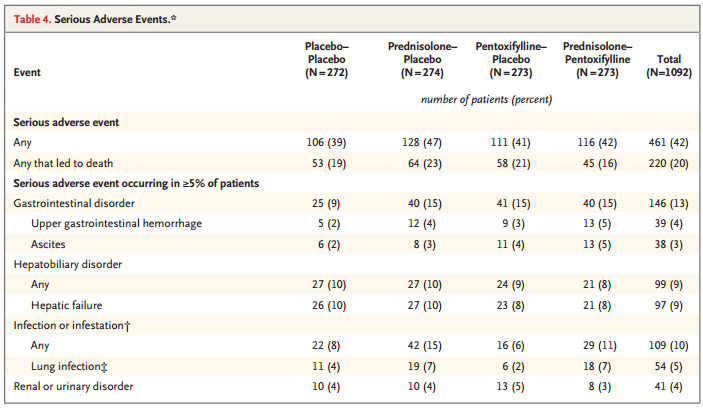 Table 4. Serious Adverse Events.*
Event Placebo–Placebo (N=272) Prednisolone–Placebo (N=274) Pentoxifylline–Placebo (N=273) Prednisolone–Pentoxifylline (N=273) Total (N=1092)
number of patients (percent)
Serious adverse event
Any 106 (39) 128 (47) 111 (41) 116 (42) 461 (42)
Any that led to death 53 (19) 64 (23) 58 (21) 45 (16) 220 (20)
Serious adverse event occurring in ≥5% of patients
Gastrointestinal disorder 25 (9) 40 (15) 41 (15) 40 (15) 146 (13)
Upper gastrointestinal hemorrhage 5 (2) 12 (4) 9 (3) 13 (5) 39 (4)
Ascites 6 (2) 8 (3) 11 (4) 13 (5) 38 (3)
Hepatobiliary disorder
Any 27 (10) 27 (10) 24 (9) 21 (8) 99 (9)
Hepatic failure 26 (10) 27 (10) 23 (8) 21 (8) 97 (9)
Infection or infestation†
Any 22 (8) 42 (15) 16 (6) 29 (11) 109 (10)
Lung infection‡ 11 (4) 19 (7) 6 (2) 18 (7) 54 (5)
Renal or urinary disorder 10 (4) 10 (4) 13 (5) 8 (3) 41 (4)